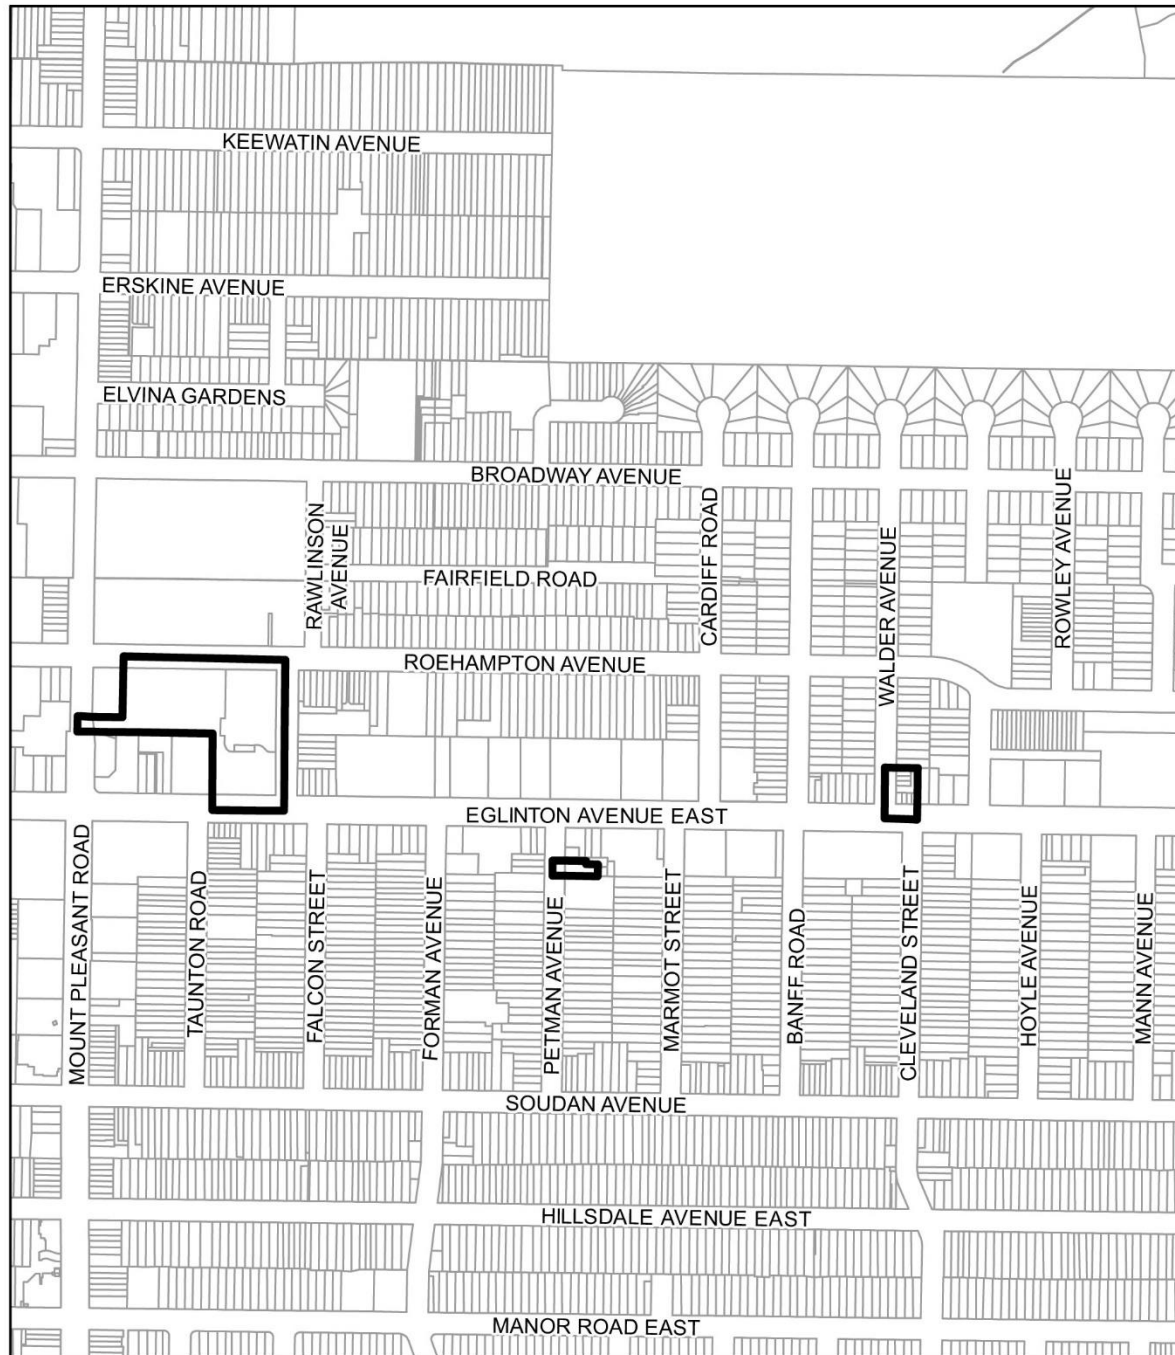 KEEWATIN AVENUE
ERSKINE AVENUE
ELVINA GARDENS
BROADWAY AVENUE
RAWLINSON
AVENUE
FAIRFIELD ROAD
CARDIFF ROAD
WALDER AVENUE
ROWLEY AVENUE
ROEHAMPTON AVENUE
EGLINTON AVENUE EAST
MOUNT PLEASANT ROAD
TAUNTON ROAD
FALCON STREET
FORMAN AVENUE
PETMAN AVENUE
MARMOT STREET
BANFF ROAD
CLEVELAND STREET
HOYLE AVENUE
MANN AVENUE
SOUDAN AVENUE
HILLSDALE AVENUE EAST
MANOR ROAD EAST